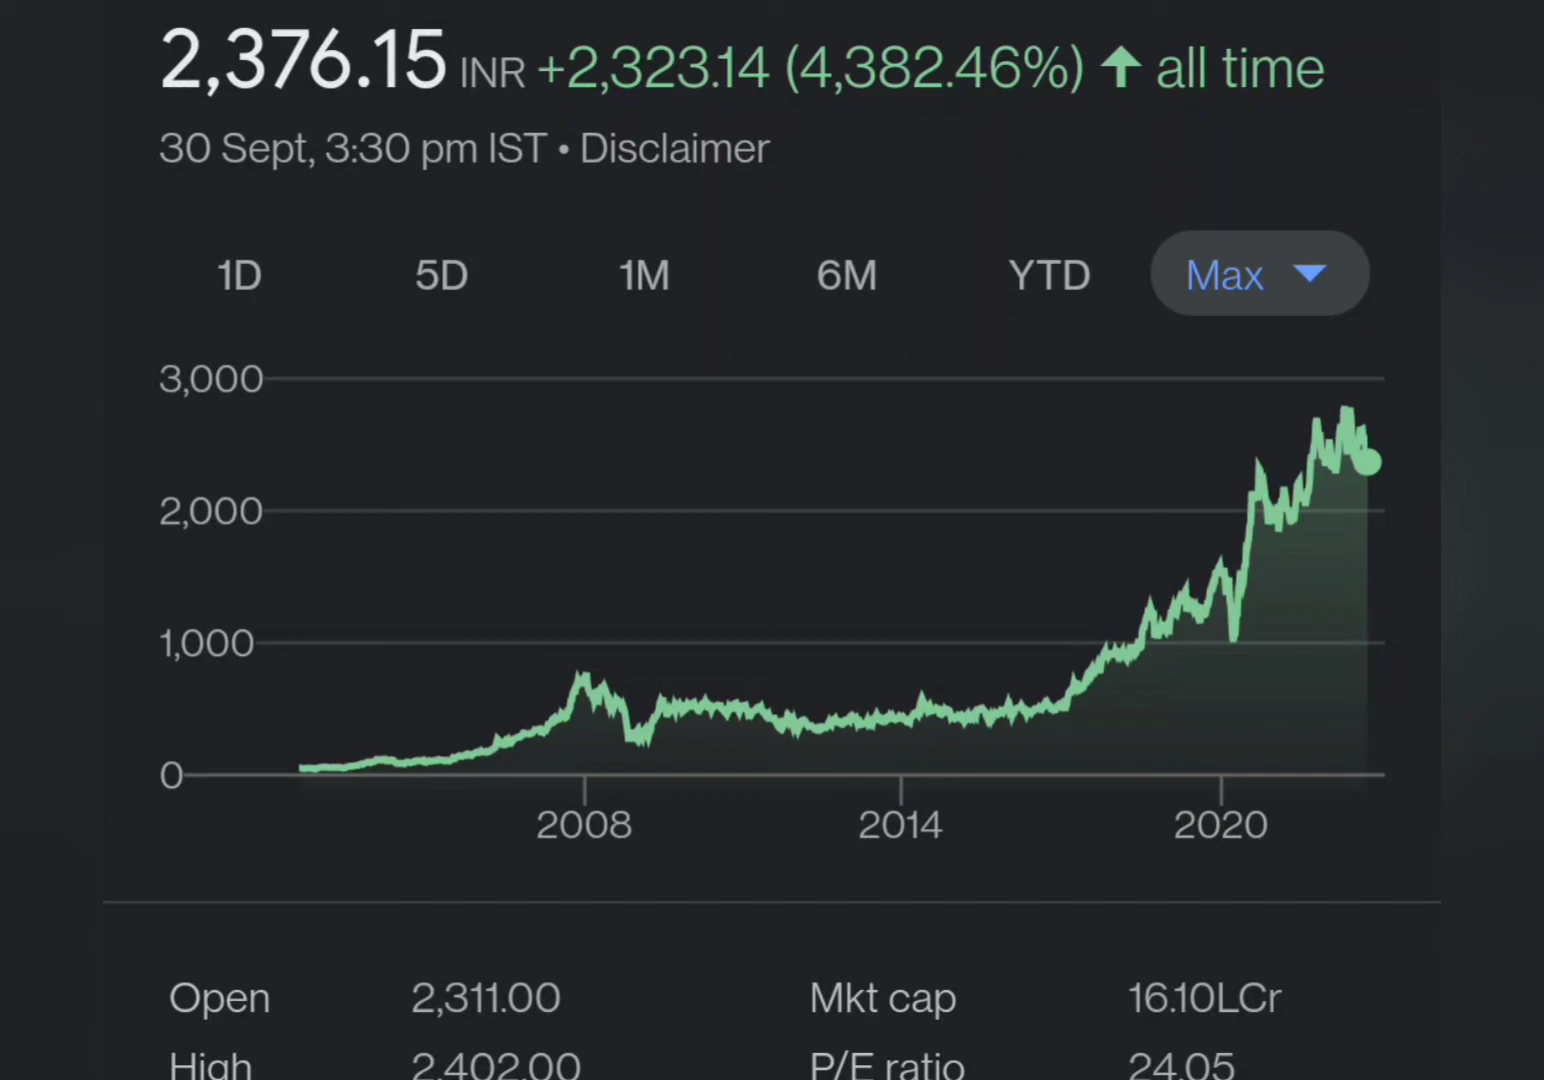 2,376.15 INR +2,323.14 (4,382.46%) ↑ all time
30 Sept, 3:30 pm IST • Disclaimer
1D 5D 1M 6M YTD Max
3,000
2,000
1,000
0
2008 2014 2020
Open 2,311.00 Mkt cap 16.10LCr
High 2,402.00 P/E ratio 24.05